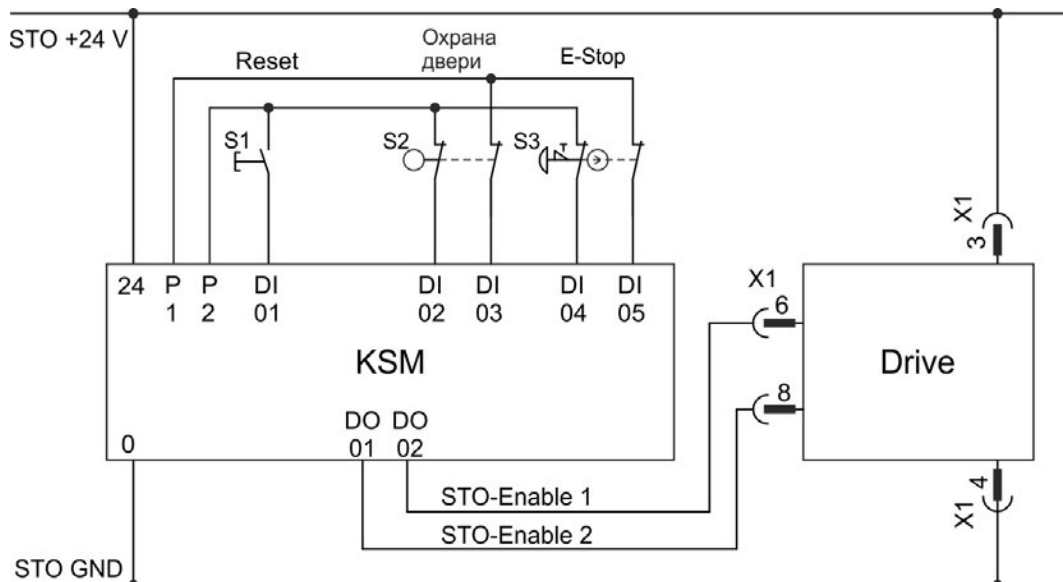 STO +24 V
Reset
Охрана
двери
E-Stop
S1
S2
S3
X1
3
24 P P DI DI DI DI DI
1 2 01 02 03 04 05
X1
6
KSM
Drive
8
DO DO
0 01 02
4
X1
STO-Enable 1
STO-Enable 2
STO GND